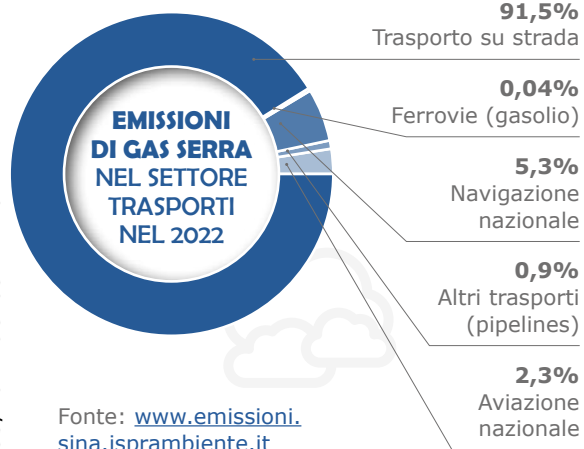 91,5%
Trasporto su strada
0,04%
Ferrovie (gasolio)
EMISSIONI
DI GAS SERRA
NEL SETTORE
TRASPORTI
NEL 2022
5,3%
Navigazione
nazionale
0,9%
Altri trasporti
(pipelines)
2,3%
Aviazione
nazionale
Fonte: www.emissioni.
sina.isprambiente.it